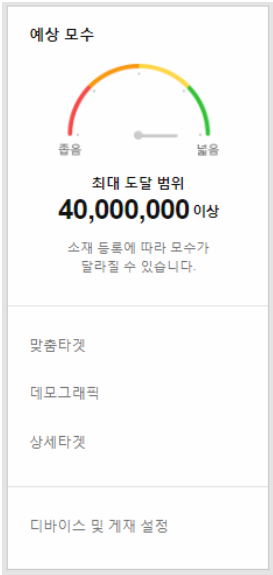 예상 모수
좁음 넓음
최대 도달 범위
40,000,000 이상
소재 등록에 따라 모수가
달라질 수 있습니다.
맞춤타겟
데모그래픽
상세타겟
디바이스 및 게재 설정